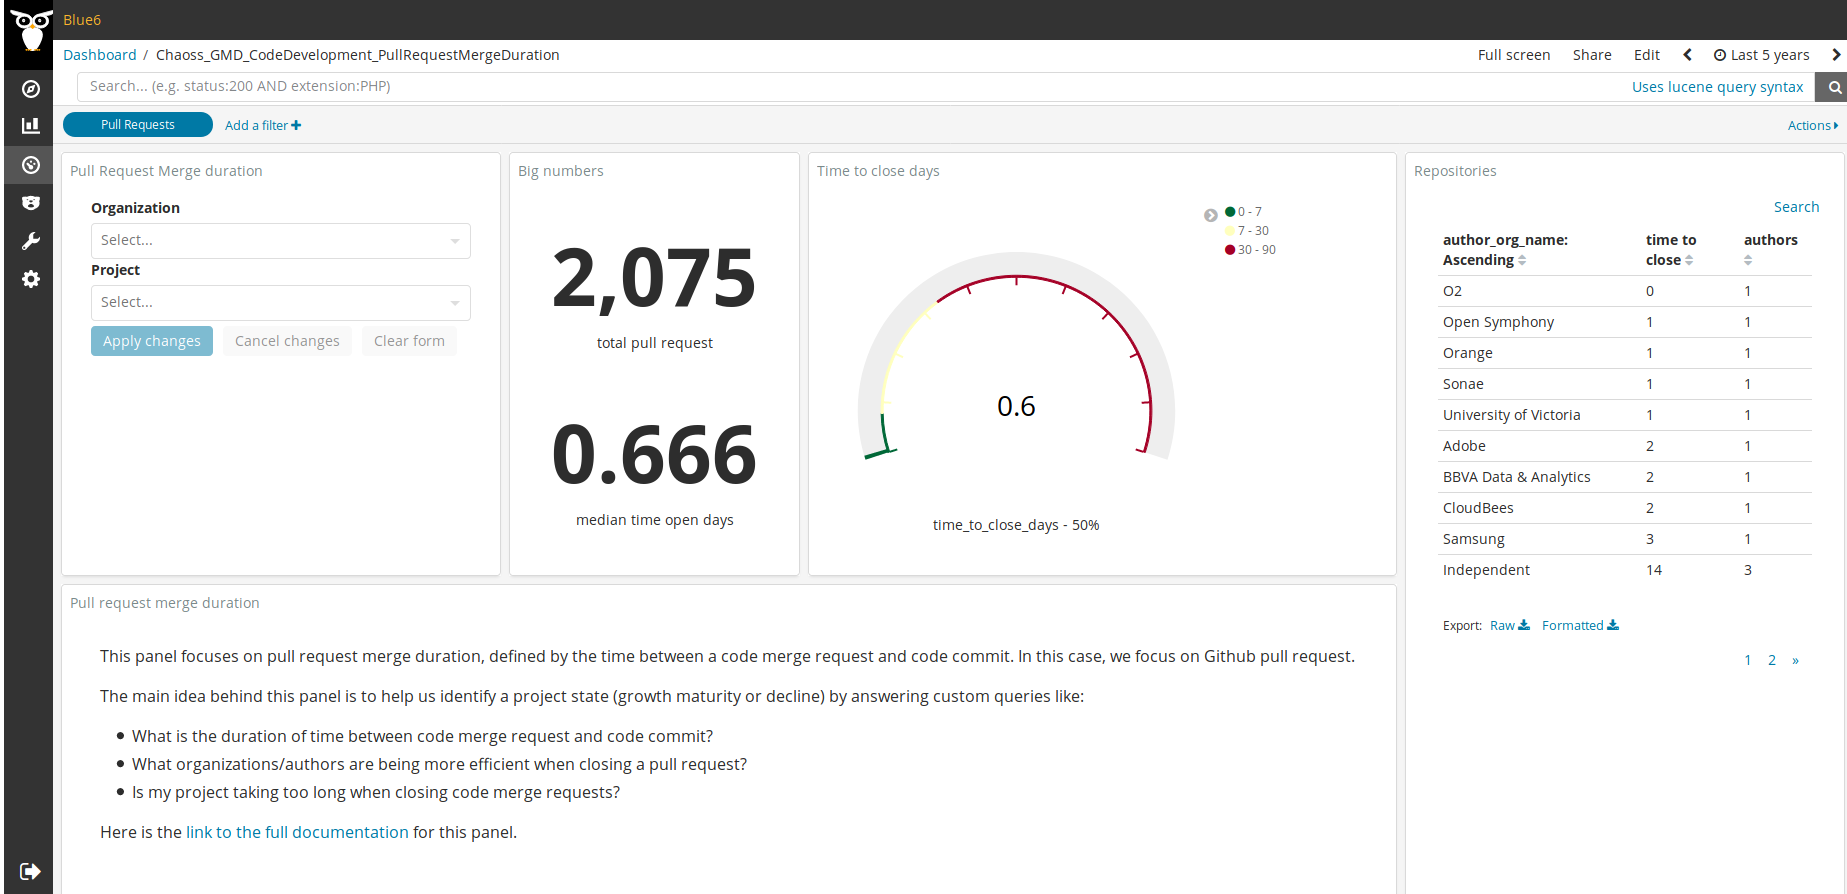 Blue6
Dashboard / Chaoss_GMD_CodeDevelopment_PullRequestMergeDuration
Full screen Share Edit Last 5 years
Search... (e.g. status:200 AND extension:PHP)
Uses lucene query syntax
Pull Requests
Add a filter
Actions
Pull Request Merge duration
Organization
Select...
Project
Select...
Apply changes Cancel changes Clear form
Big numbers
2,075
total pull request
0.666
median time open days
Time to close days
0 - 7
7 - 30
30 - 90
0.6
time_to_close_days - 50%
Repositories
Search
author_org_name: Ascending time to close authors
O2 0 1
Open Symphony 1 1
Orange 1 1
Sonae 1 1
University of Victoria 1 1
Adobe 2 1
BBVA Data & Analytics 2 1
CloudBees 2 1
Samsung 3 1
Independent 14 3
Export: Raw Formatted
1 2 »
Pull request merge duration
This panel focuses on pull request merge duration, defined by the time between a code merge request and code commit. In this case, we focus on Github pull request.
The main idea behind this panel is to help us identify a project state (growth maturity or decline) by answering custom queries like:
• What is the duration of time between code merge request and code commit?
• What organizations/authors are being more efficient when closing a pull request?
• Is my project taking too long when closing code merge requests?
Here is the link to the full documentation for this panel.